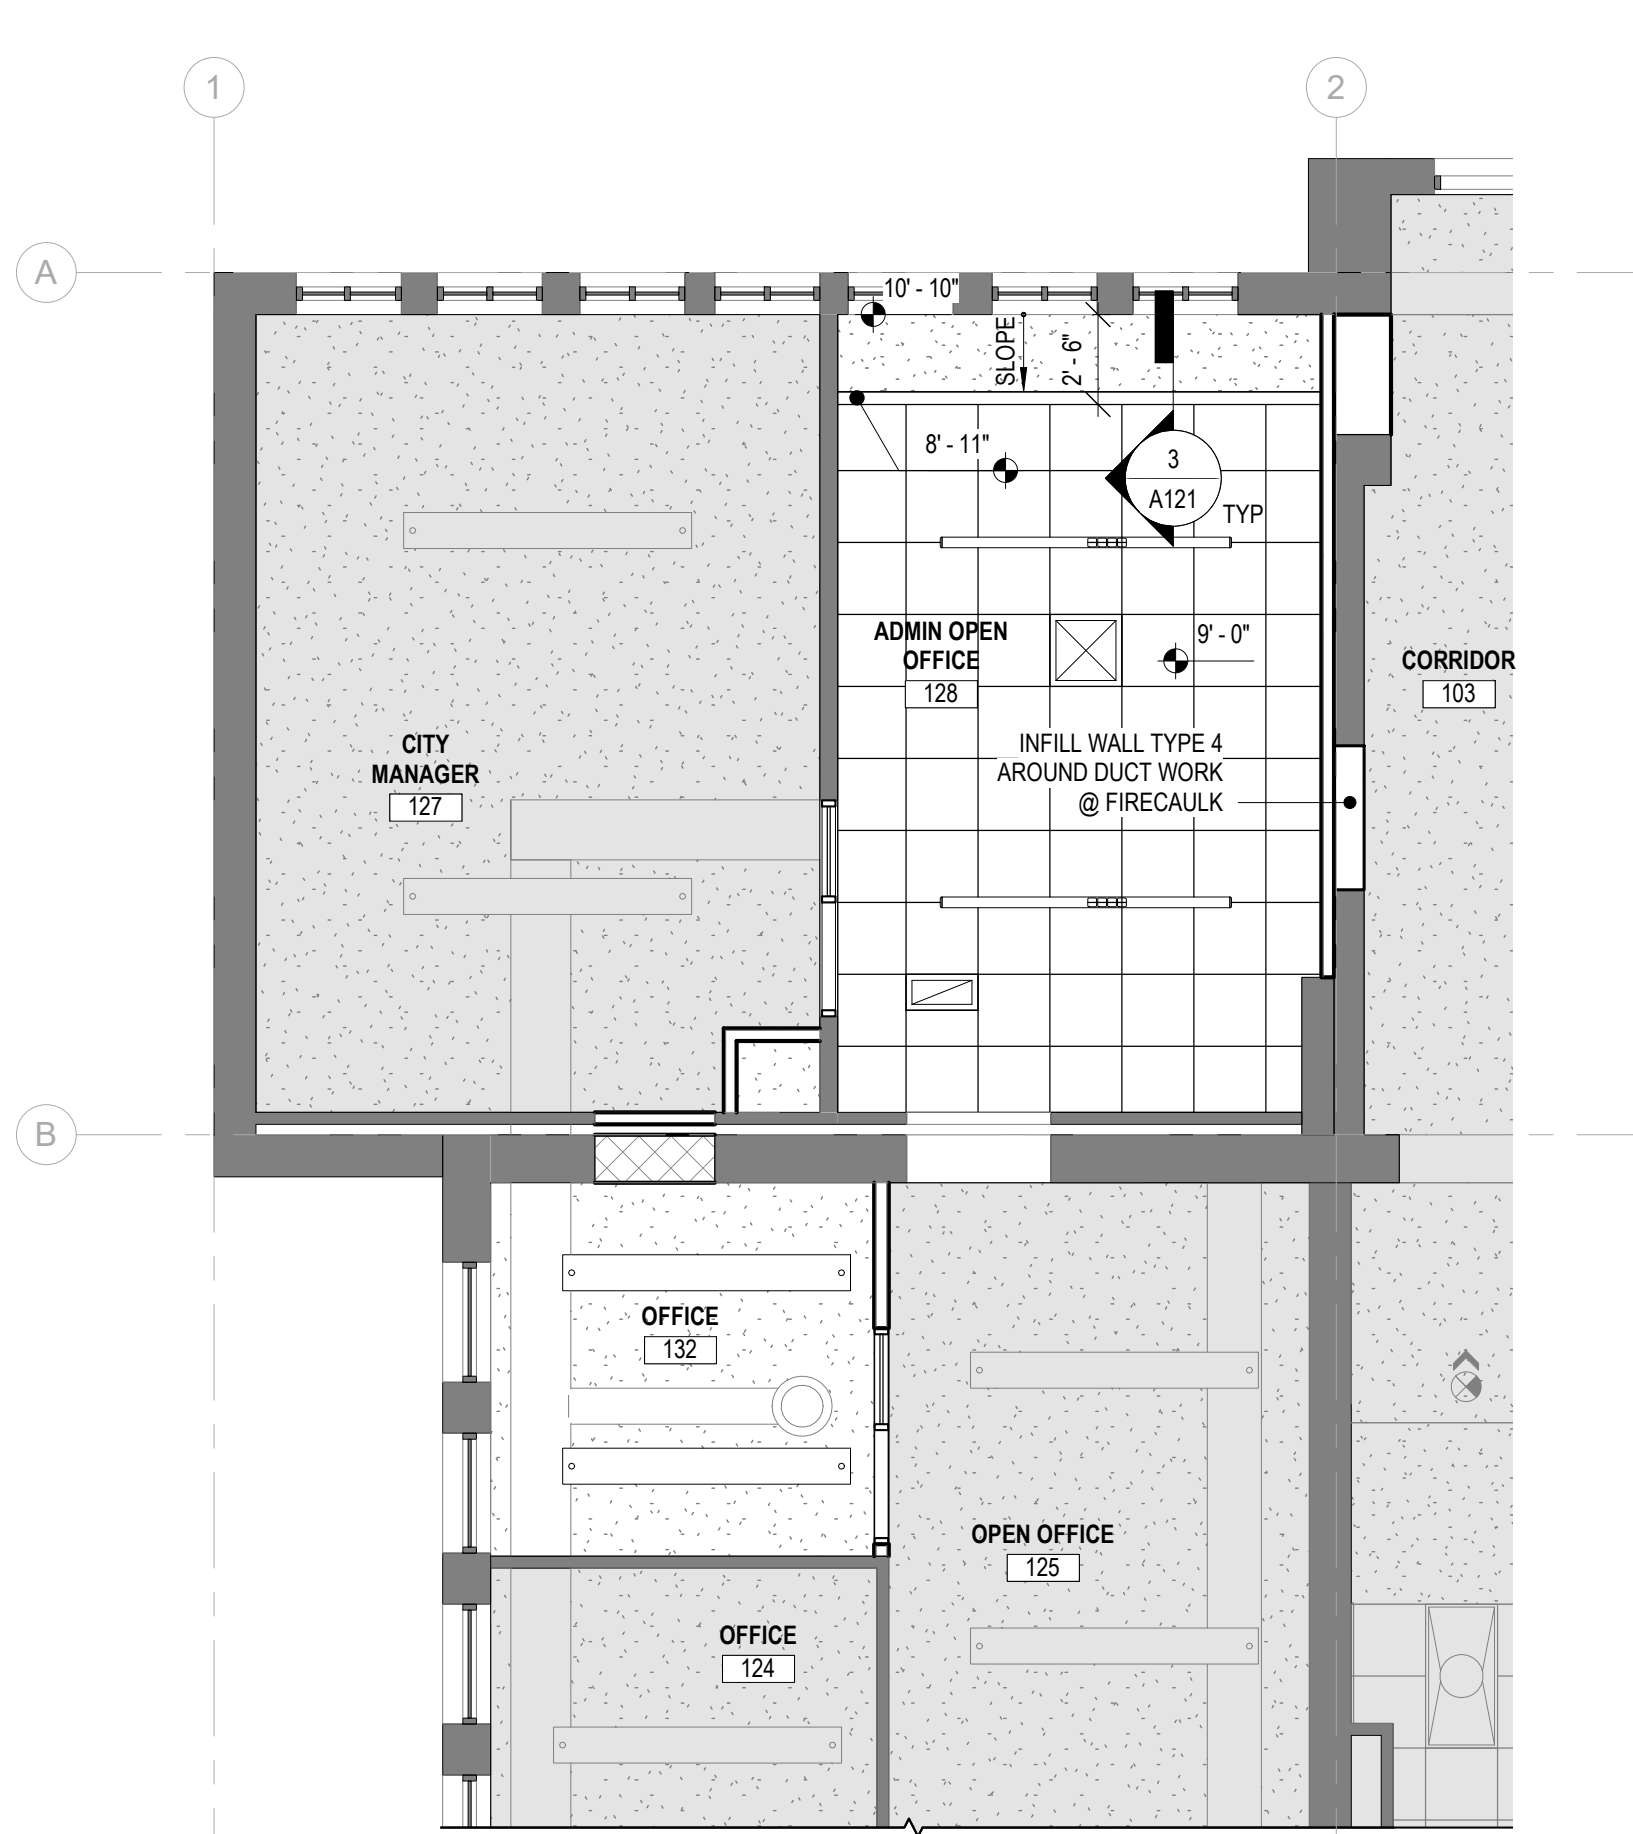 1
2
A
10' - 10"
SLOPE
2' - 6"
8' - 11"
3
A121
TYP
ADMIN OPEN
OFFICE
128
9' - 0"
CORRIDOR
103
CITY
MANAGER
127
INFILL WALL TYPE 4
AROUND DUCT WORK
@ FIRECAULK
B
OFFICE
132
OPEN OFFICE
125
OFFICE
124